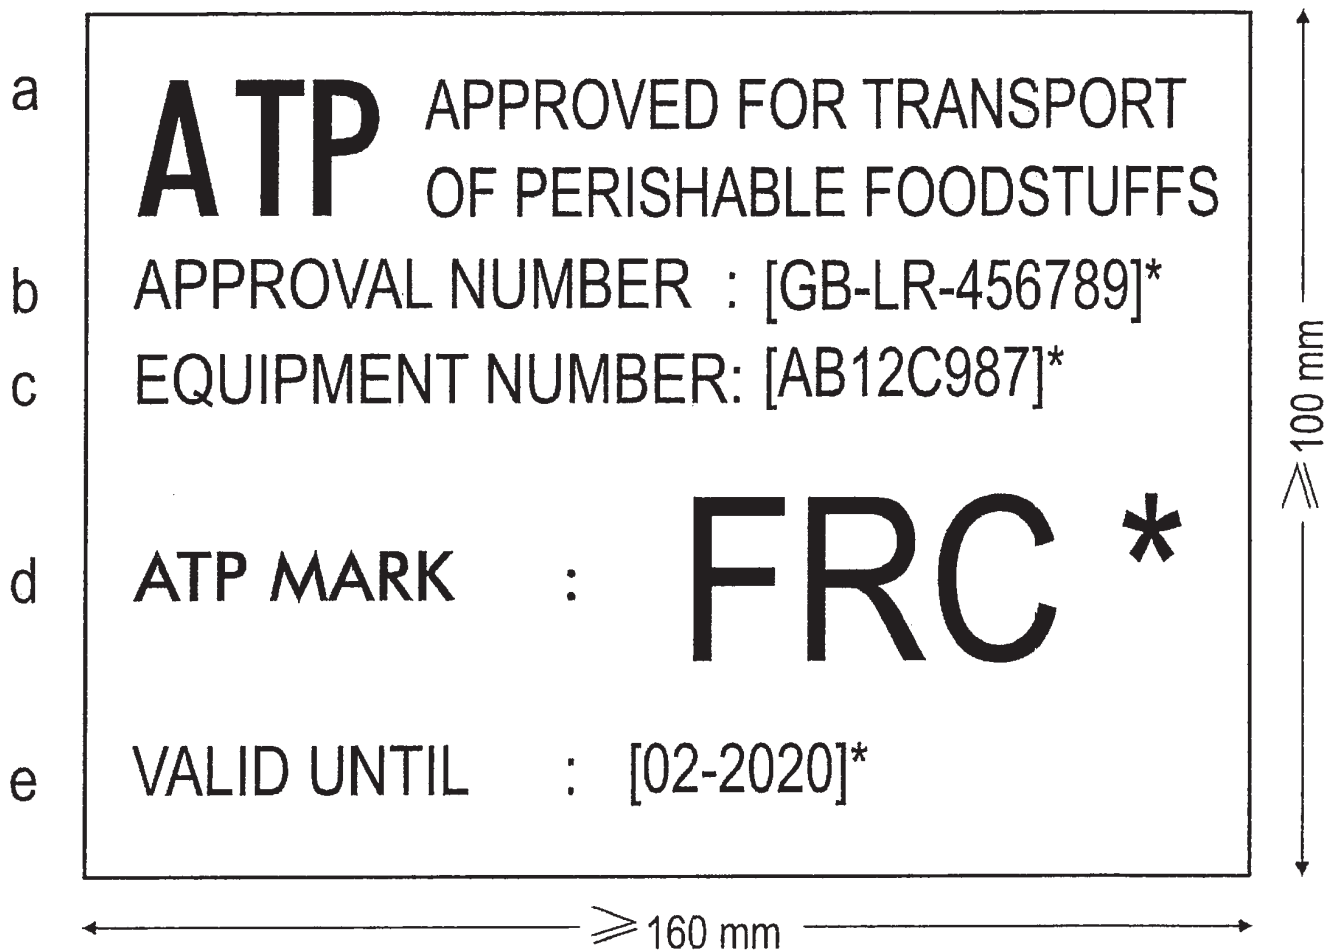 a ATP APPROVED FOR TRANSPORT
OF PERISHABLE FOODSTUFFS
b APPROVAL NUMBER : [GB-LR-456789]*
c EQUIPMENT NUMBER: [AB12C987]*
d ATP MARK : FRC *
e VALID UNTIL : [02-2020]*
⩾ 160 mm
⩾ 100 mm